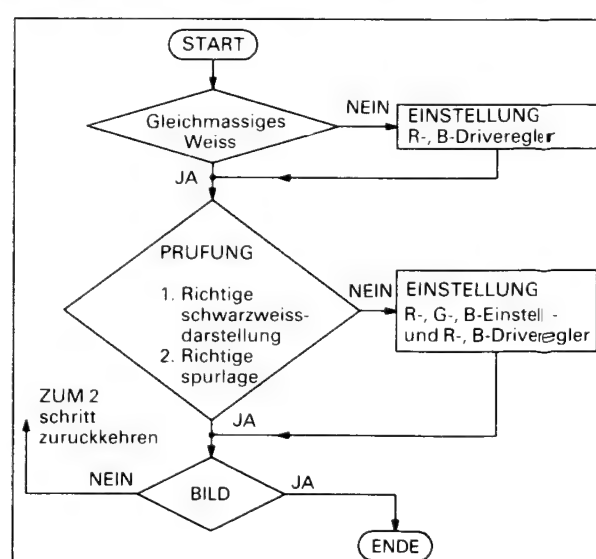 START
Gleichmassiges
Weiss
NEIN
EINSTELLUNG
R-, B-Driveregler
JA
PRUFUNG
1. Richtige
schwarzweiss-
darstellung
2. Richtige
spurlage
NEIN
EINSTELLUNG
R-, G-, B-Einstell -
und R-, B-Driveregler
ZUM 2
schritt
zuruckkehren
JA
NEIN
BILD
JA
ENDE